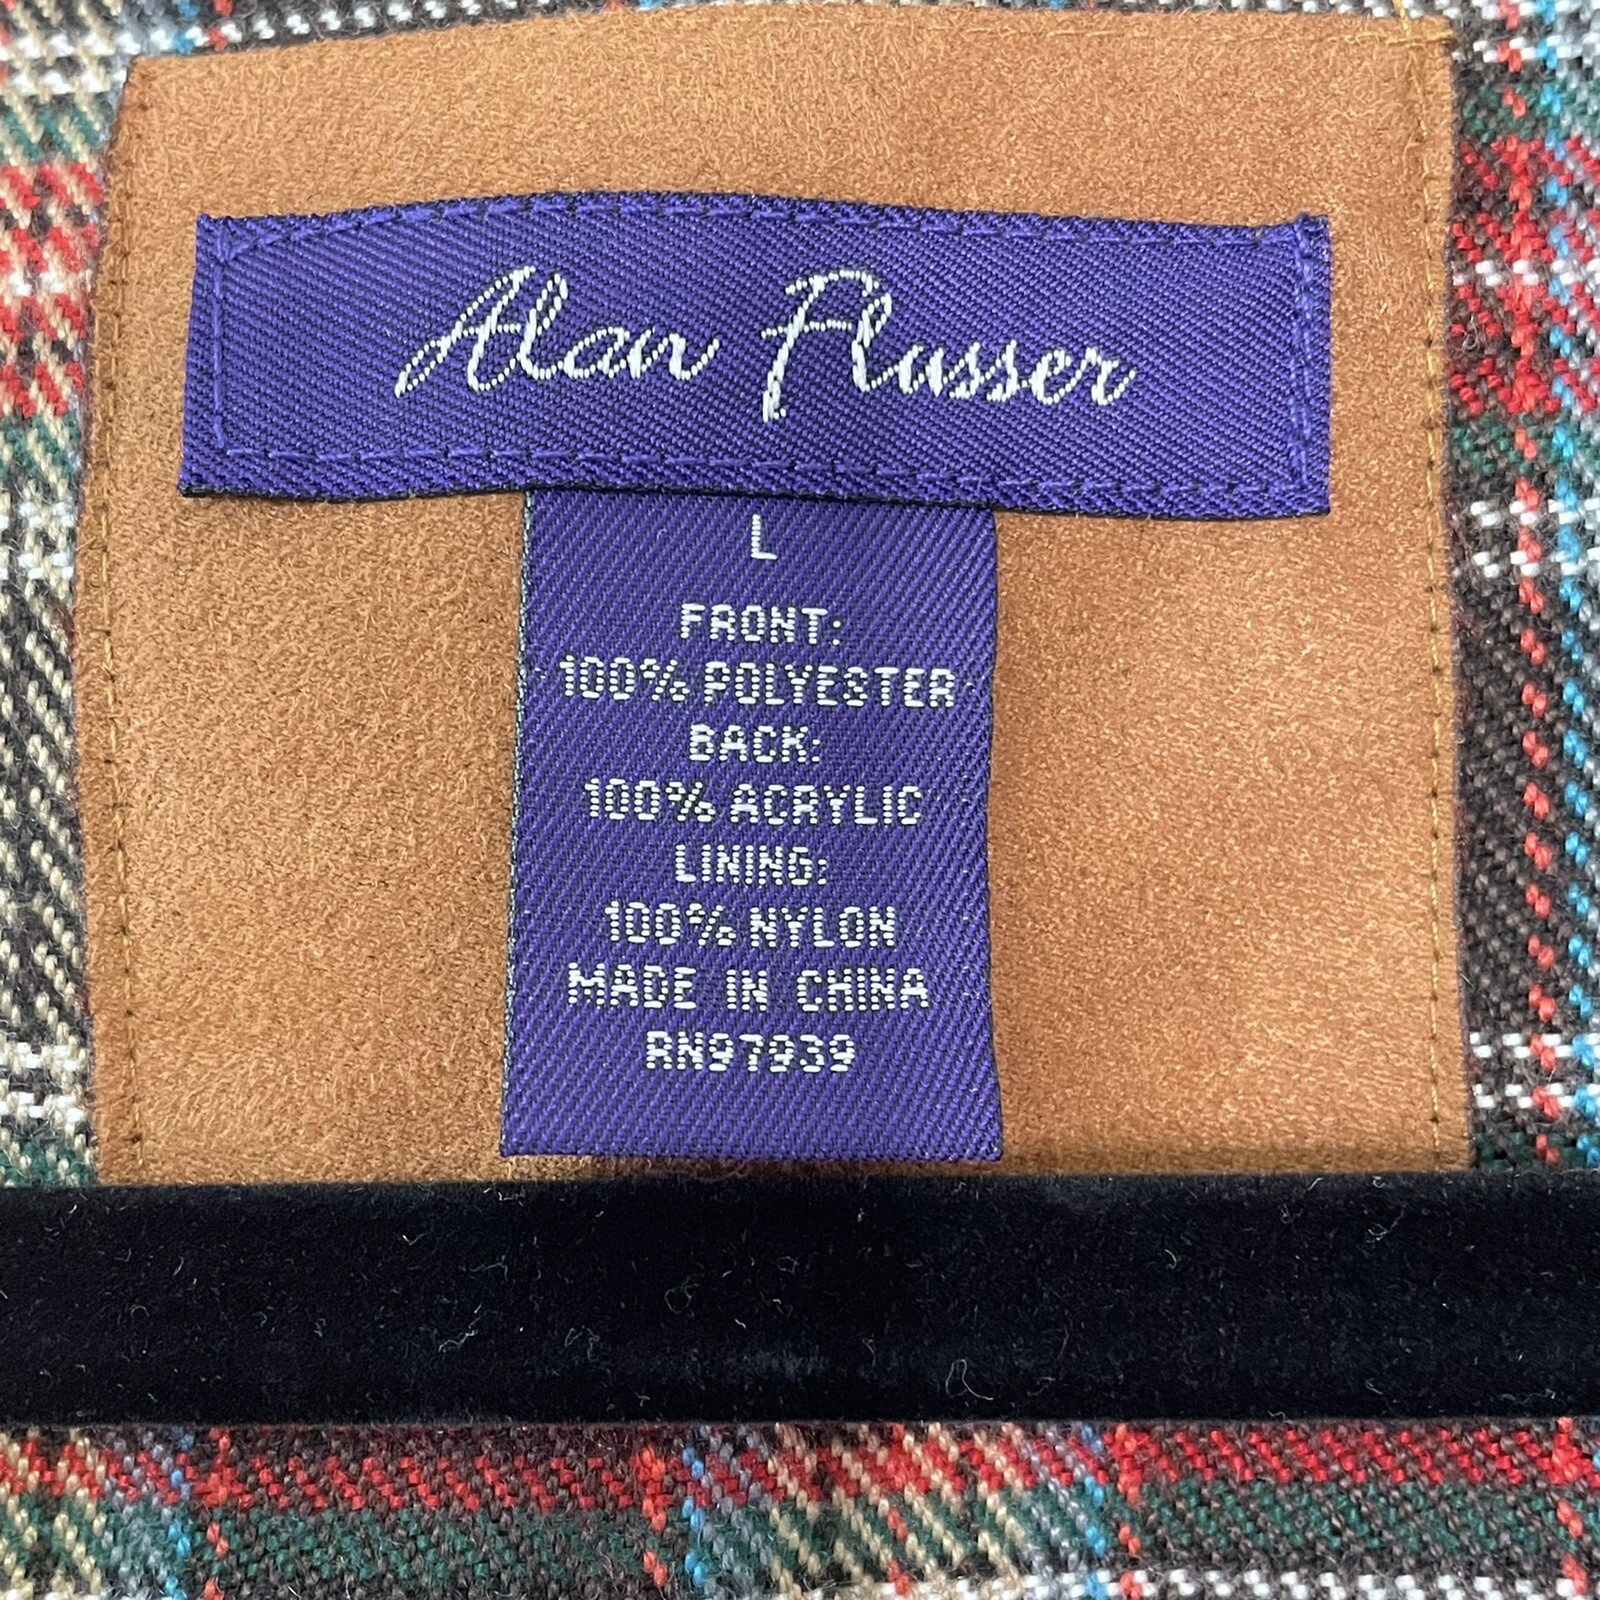 Alan Flusser
L
FRONT:
100% POLYESTER
BACK:
100% ACRYLIC
LINING:
100% NYLON
MADE IN CHINA
RN97939